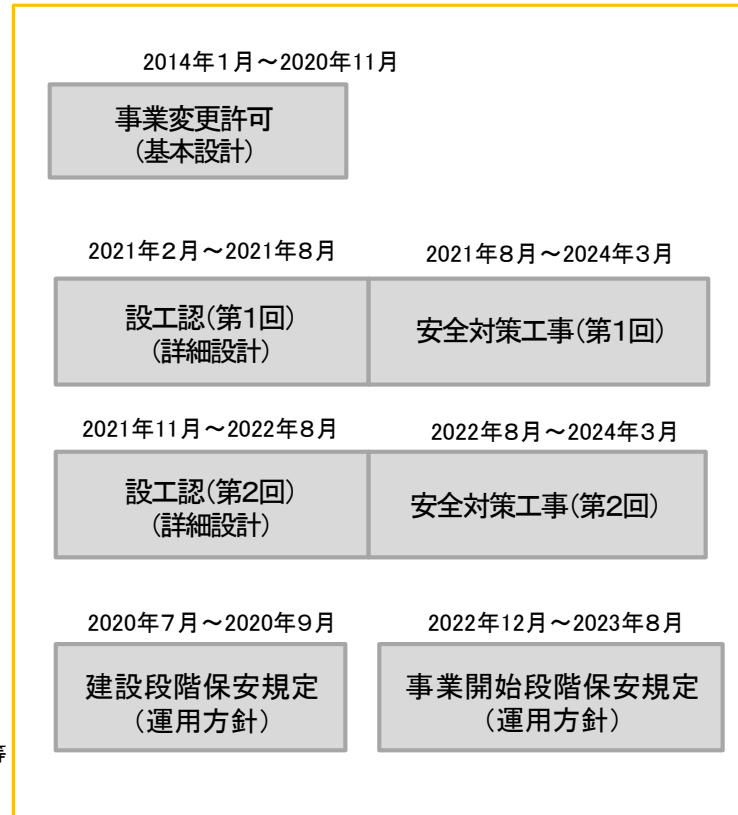 2014年1月～2020年11月
事業変更許可
（基本設計）
2021年2月～2021年8月
2021年8月～2024年3月
設工認（第1回）
（詳細設計）
安全対策工事（第1回）
2021年11月～2022年8月
2022年8月～2024年3月
設工認（第2回）
（詳細設計）
安全対策工事（第2回）
2020年7月～2020年9月
2022年12月～2023年8月
建設段階保安規定
（運用方針）
事業開始段階保安規定
（運用方針）
等